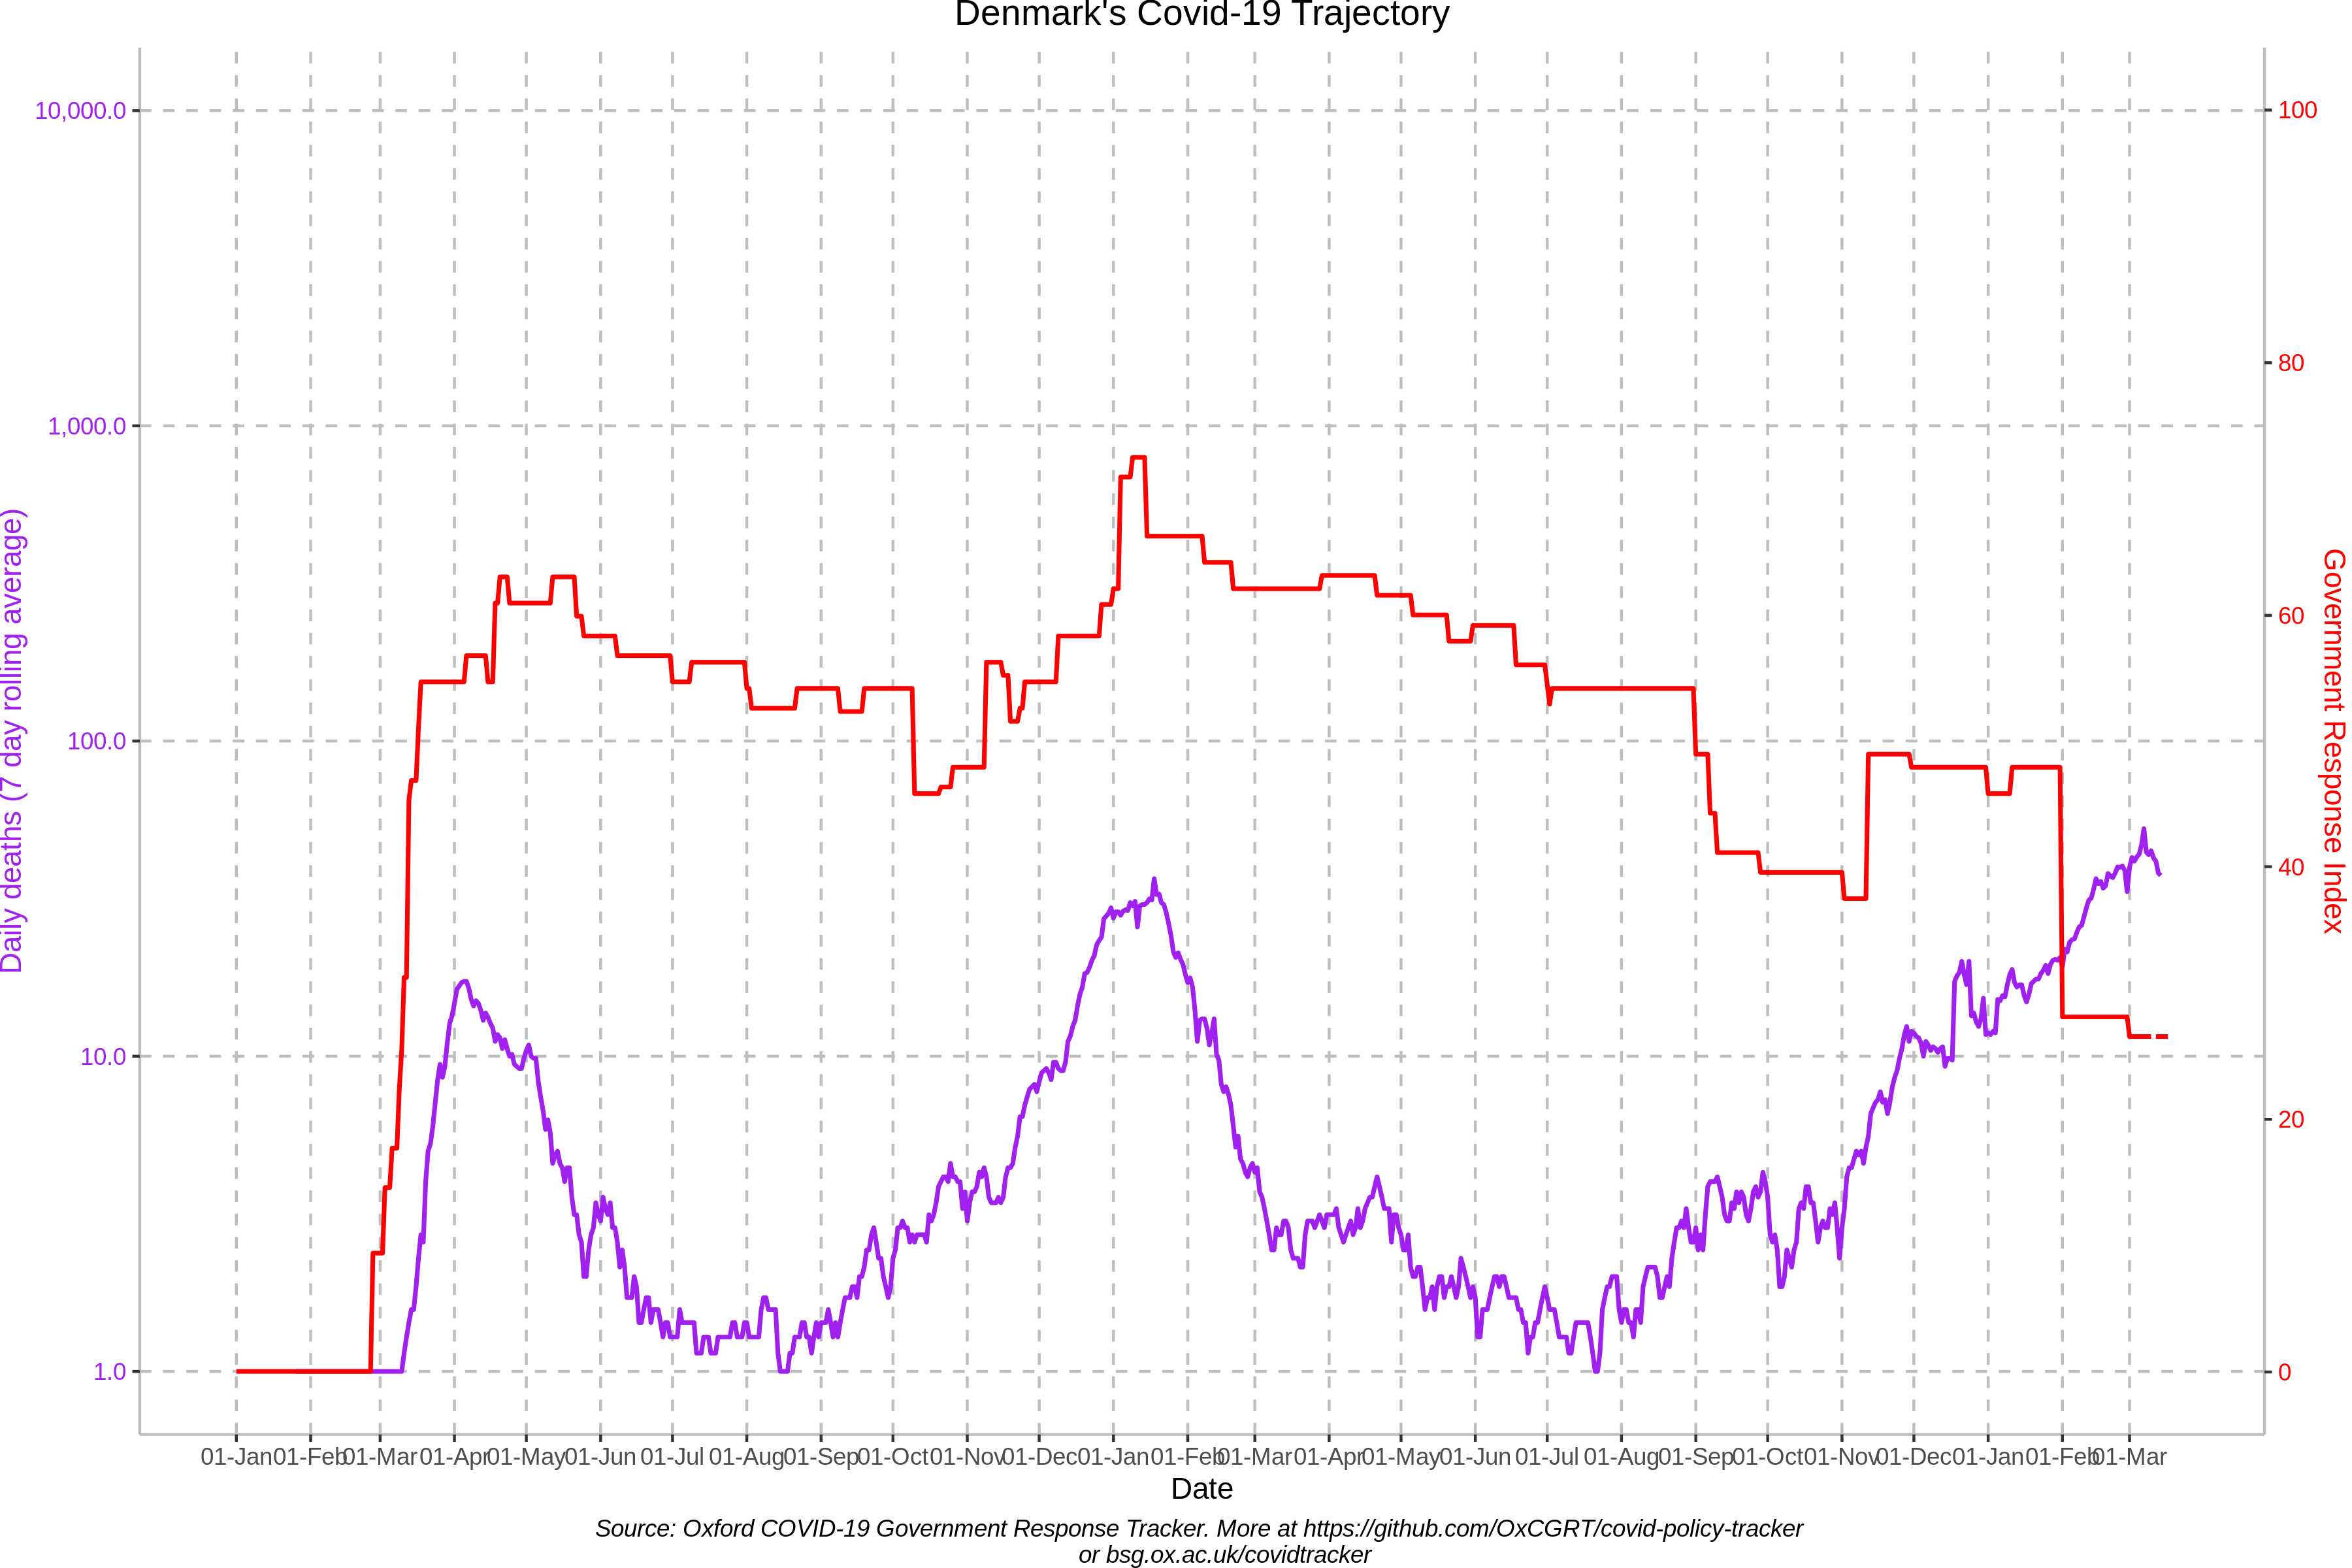 Denmark's Covid-19 Trajectory
10,000.0
1,000.0
100.0
10.0
1.0
Daily deaths (7 day rolling average)
100
80
60
40
20
0
Government Response Index
01-Jan 01-Feb 01-Mar 01-Apr 01-May 01-Jun 01-Jul 01-Aug 01-Sep 01-Oct 01-Nov 01-Dec 01-Jan 01-Feb 01-Mar 01-Apr 01-May 01-Jun 01-Jul 01-Aug 01-Sep 01-Oct 01-Nov 01-Dec 01-Jan 01-Feb 01-Mar
Date
Source: Oxford COVID-19 Government Response Tracker. More at https://github.com/OxCGRT/covid-policy-tracker
or bsg.ox.ac.uk/covidtracker